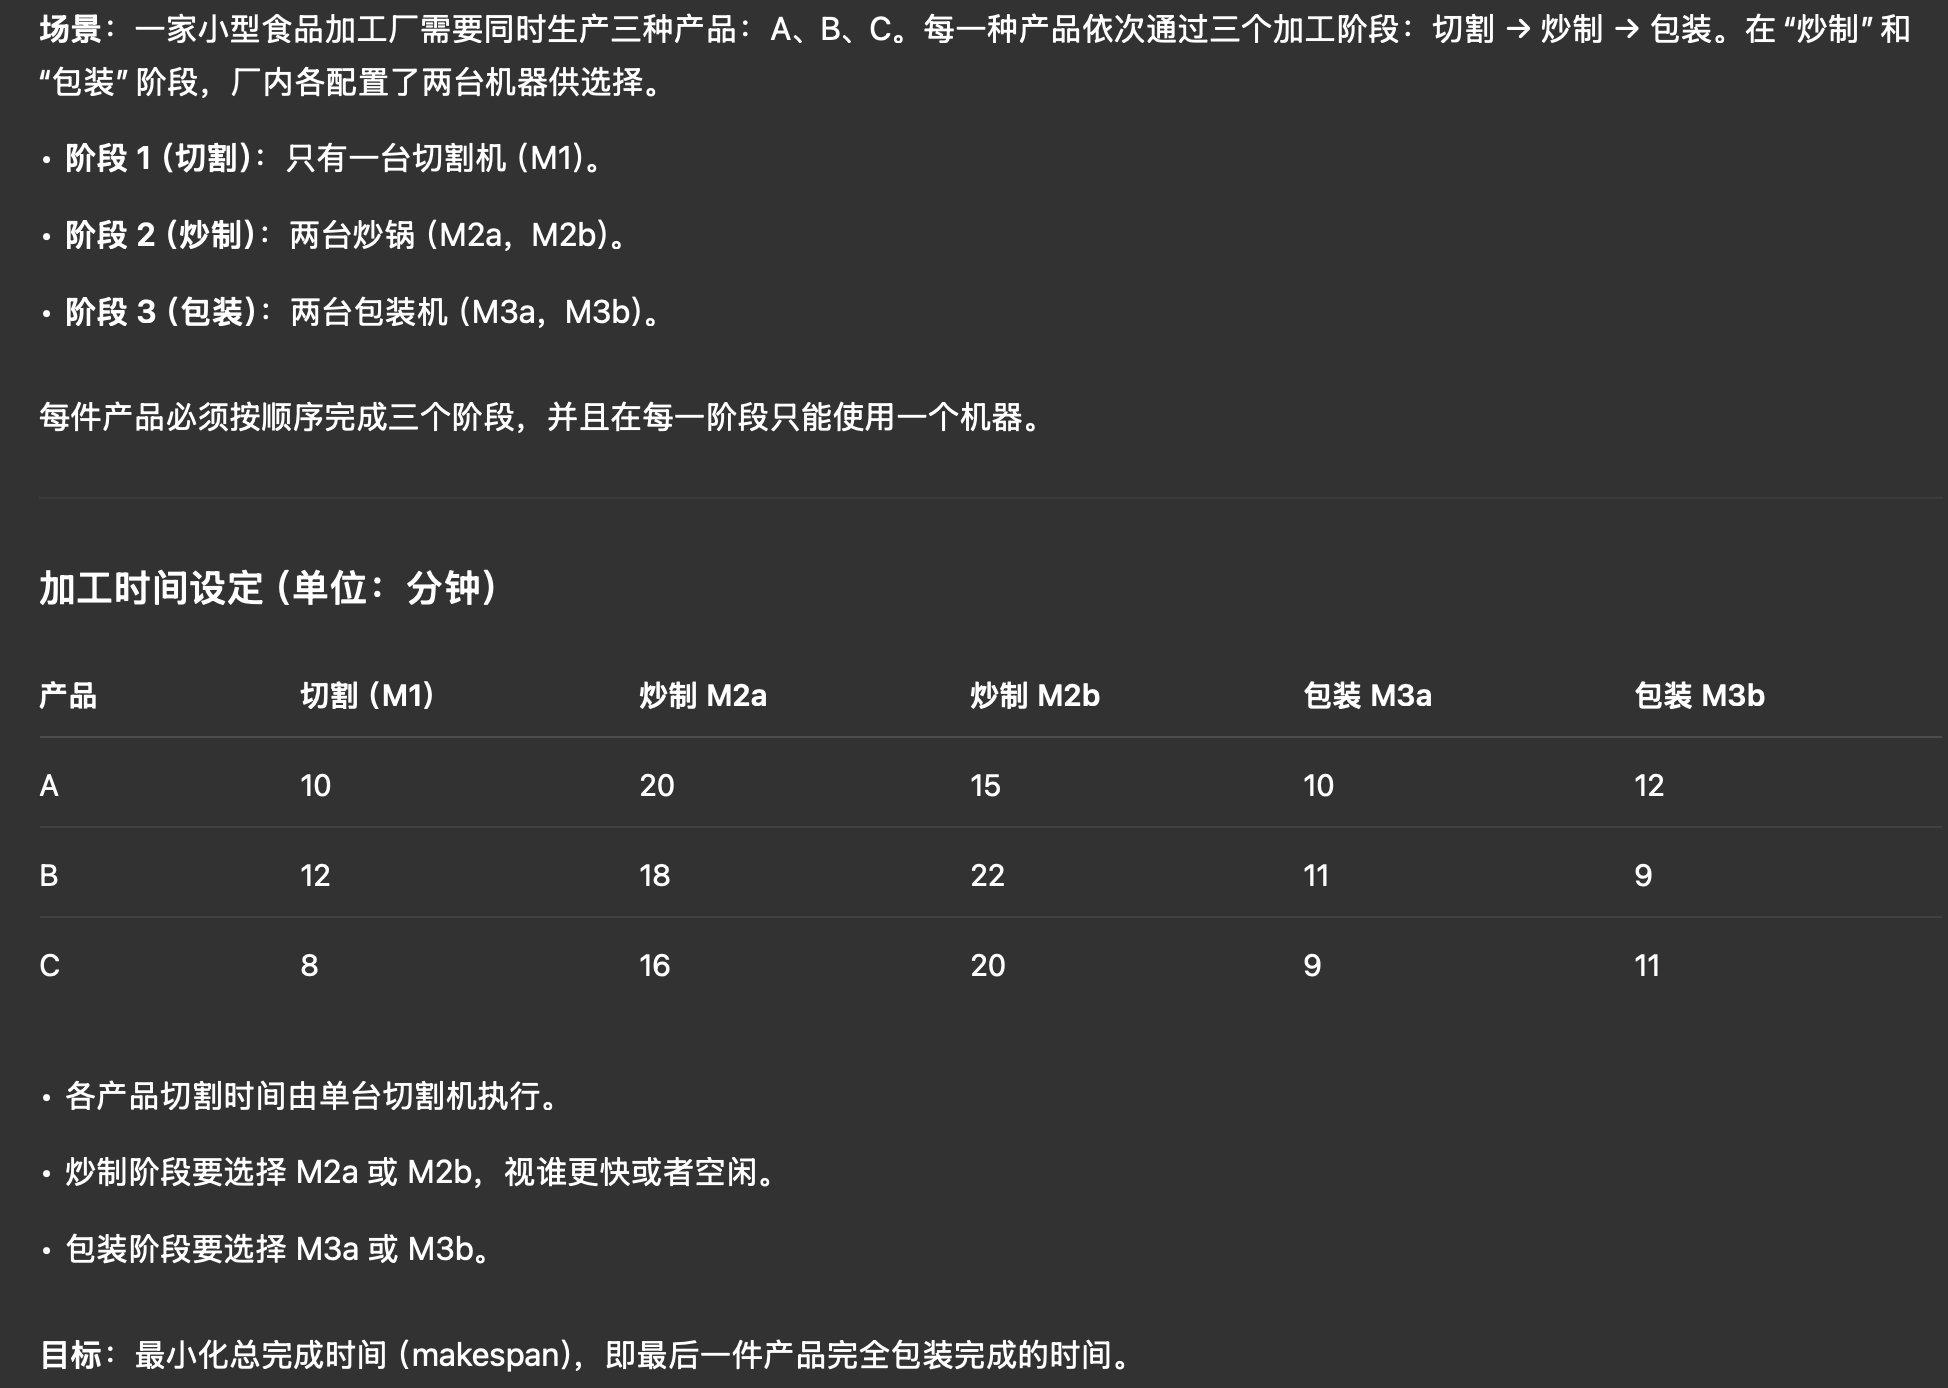 场景：一家小型食品加工厂需要同时生产三种产品：A、B、C。每一种产品依次通过三个加工阶段：切割 → 炒制 → 包装。在 “炒制” 和
“包装” 阶段，厂内各配置了两台机器供选择。
• 阶段 1 (切割)：只有一台切割机 (M1)。
• 阶段 2 (炒制)：两台炒锅 (M2a，M2b)。
• 阶段 3 (包装)：两台包装机 (M3a，M3b)。
每件产品必须按顺序完成三个阶段，并且在每一阶段只能使用一个机器。
加工时间设定 (单位：分钟)
产品 切割 (M1) 炒制 M2a 炒制 M2b 包装 M3a 包装 M3b
A 10 20 15 10 12
B 12 18 22 11 9
C 8 16 20 9 11
• 各产品切割时间由单台切割机执行。
• 炒制阶段要选择 M2a 或 M2b，视谁更快或者空闲。
• 包装阶段要选择 M3a 或 M3b。
目标：最小化总完成时间 (makespan)，即最后一件产品完全包装完成的时间。